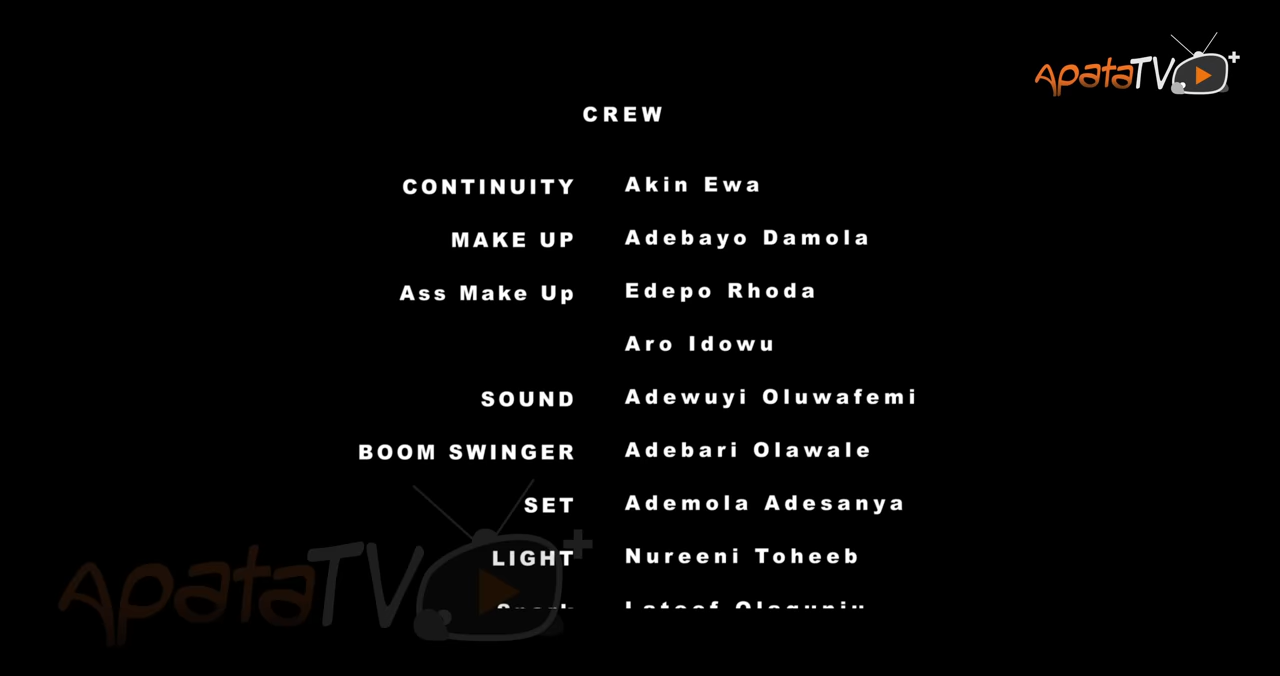 ApataTV+
CREW
CONTINUITY Akin Ewa
MAKE UP Adebayo Damola
Ass Make Up Edepo Rhoda
Aro Idowu
SOUND Adewuyi Oluwafemi
BOOM SWINGER Adebari Olawale
SET Ademola Adesanya
LIGHT Nureeni Toheeb
ApataTV+